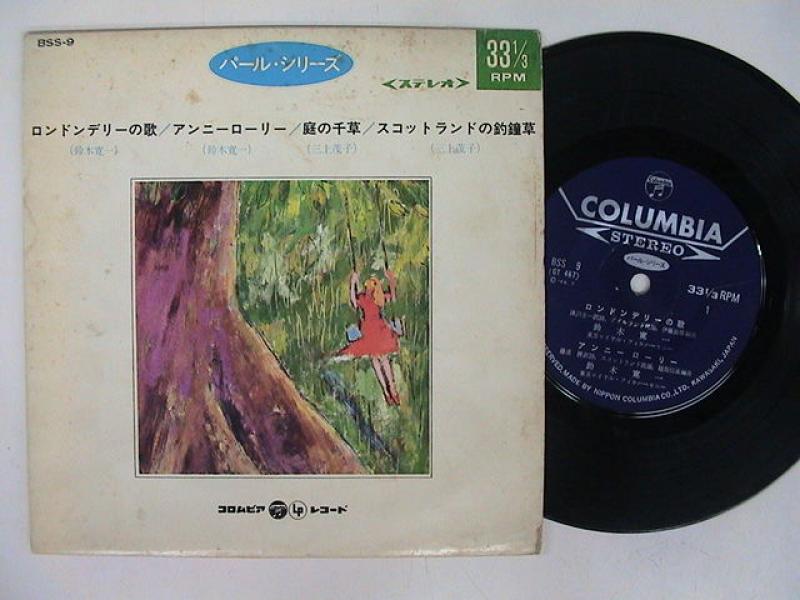 BSS-9
パール・シリーズ
33 1/3
RPM
<ステレオ>
ロンドンデリーの歌/アンニーローリー/庭の千草/スコットランドの釣鐘草
(鈴木寛一) (鈴木寛一) (三上茂子) (三上茂子)
コロムビア Lp レコード
COLUMBIA
STEREO
パール・シリーズ
BSS 9
33 1/3 RPM
1
ロンドンデリーの歌
鈴木寛一
アンニーローリー
鈴木寛一
MADE BY NIPPON COLUMBIA CO., LTD. KAWASAKI, JAPAN